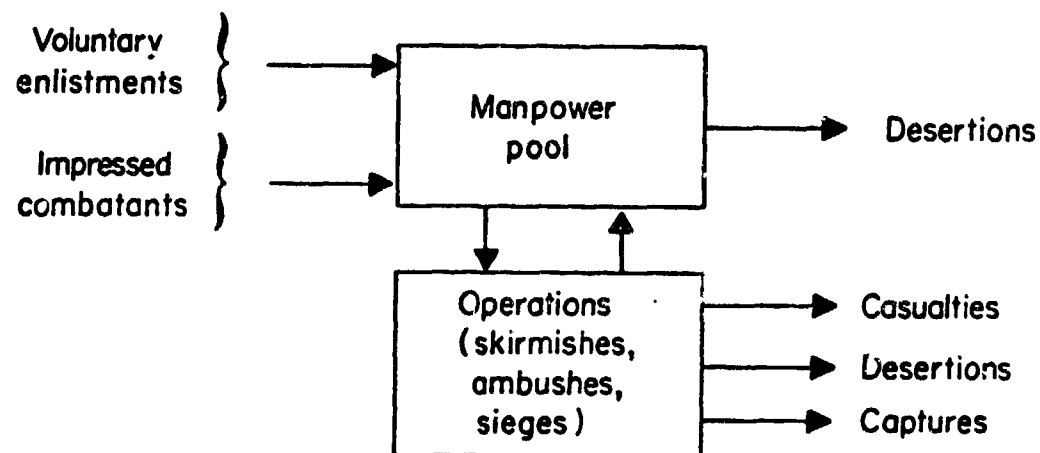 Voluntary
enlistments
Impressed
combatants
Manpower
pool
Desertions
Operations
(skirmishes,
ambushes,
sieges)
Casualties
Desertions
Captures